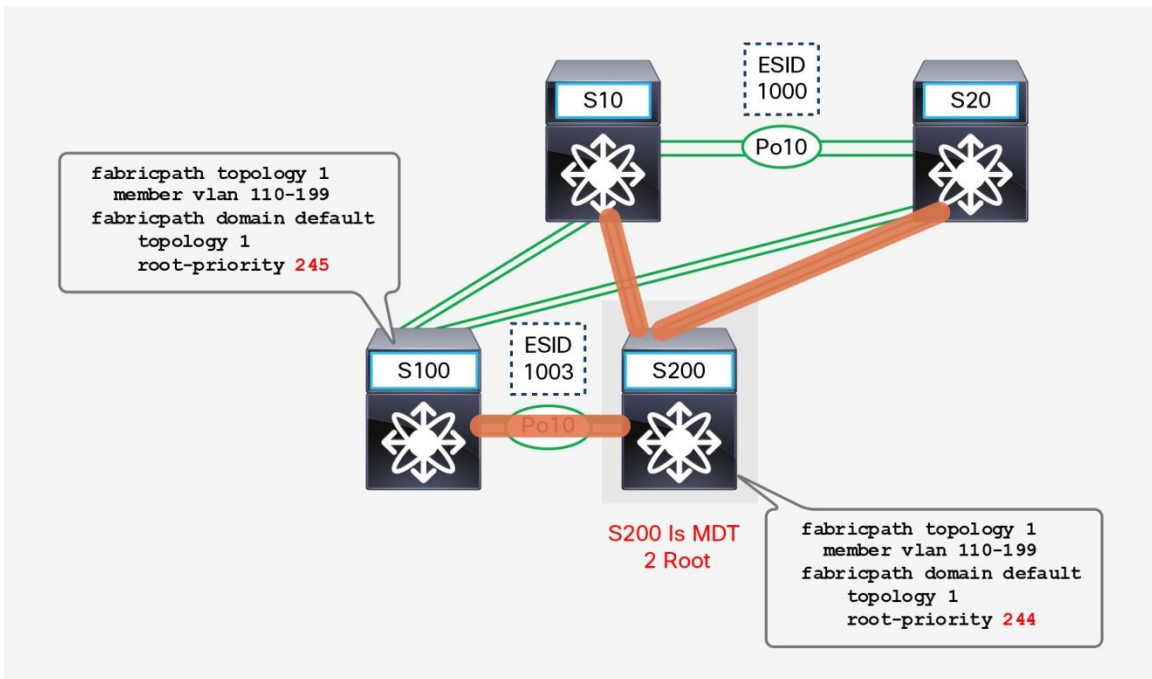 ESID
1000
S10
S20
Po10
fabricpath topology 1
member vlan 110-199
fabricpath domain default
topology 1
root-priority 245
ESID
1003
S100
S200
Po10
S200 Is MDT
2 Root
fabricpath topology 1
member vlan 110-199
fabricpath domain default
topology 1
root-priority 244